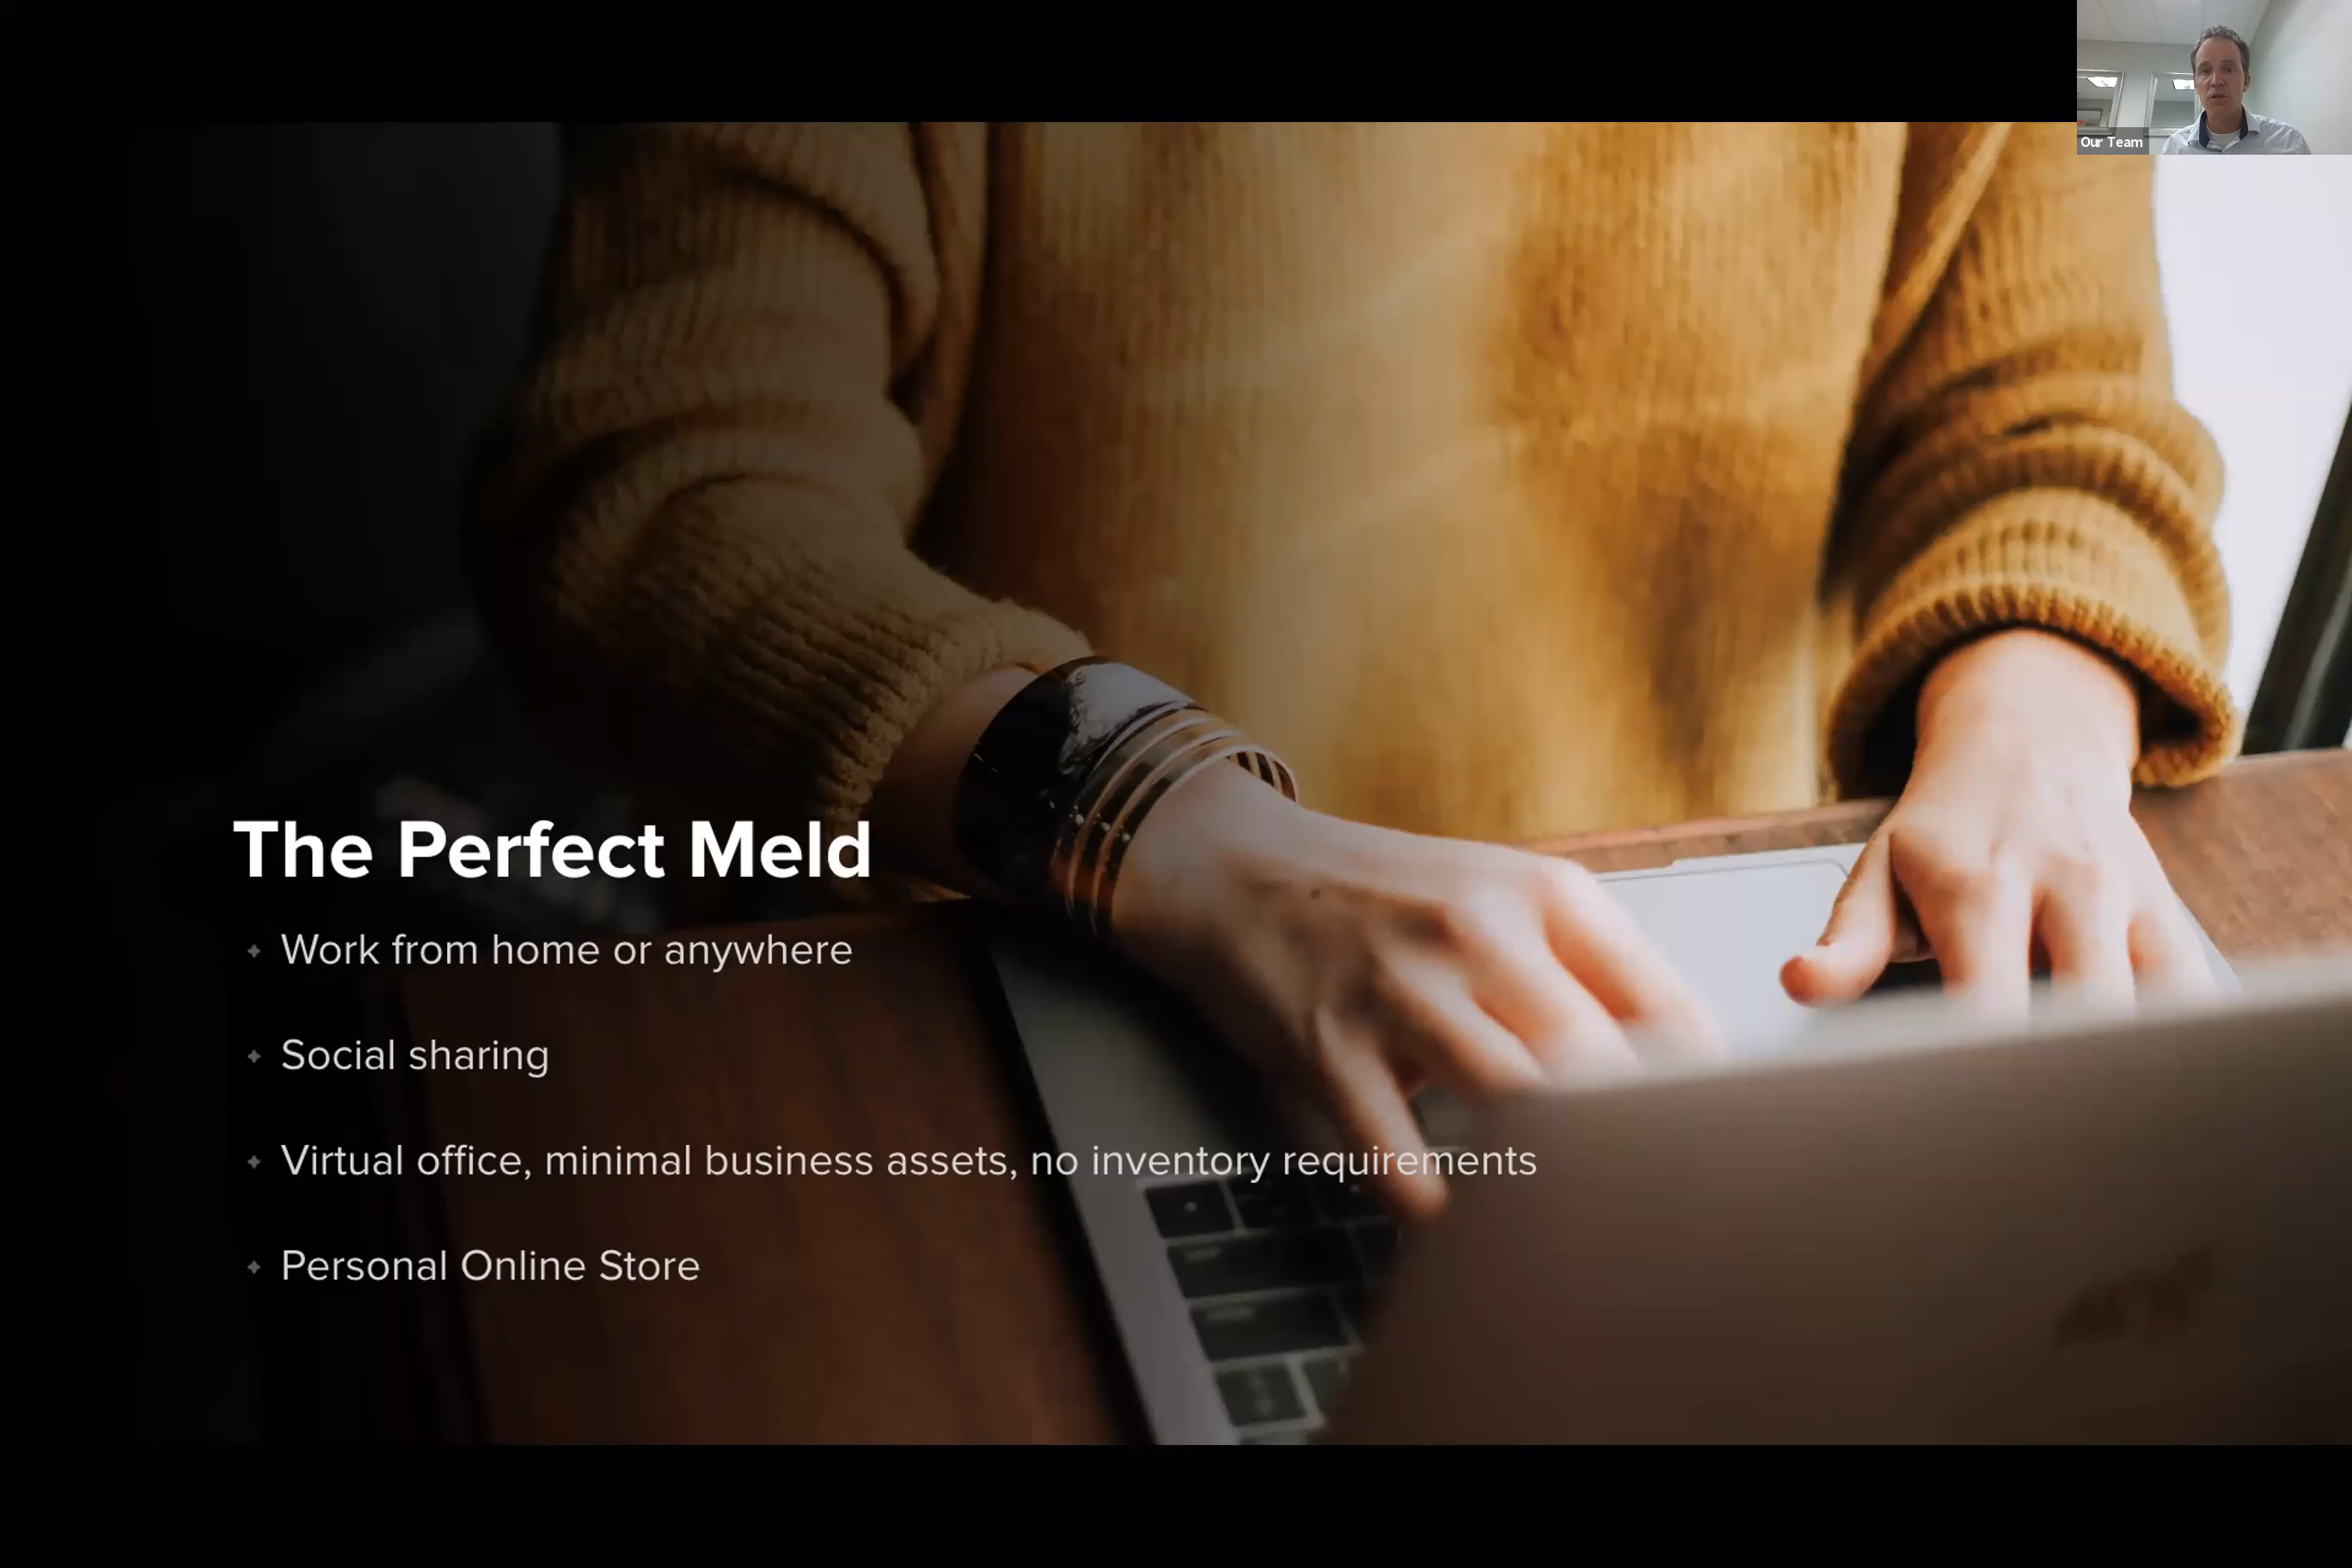 Our Team
The Perfect Meld
Work from home or anywhere
Social sharing
Virtual office, minimal business assets, no inventory requirements
Personal Online Store